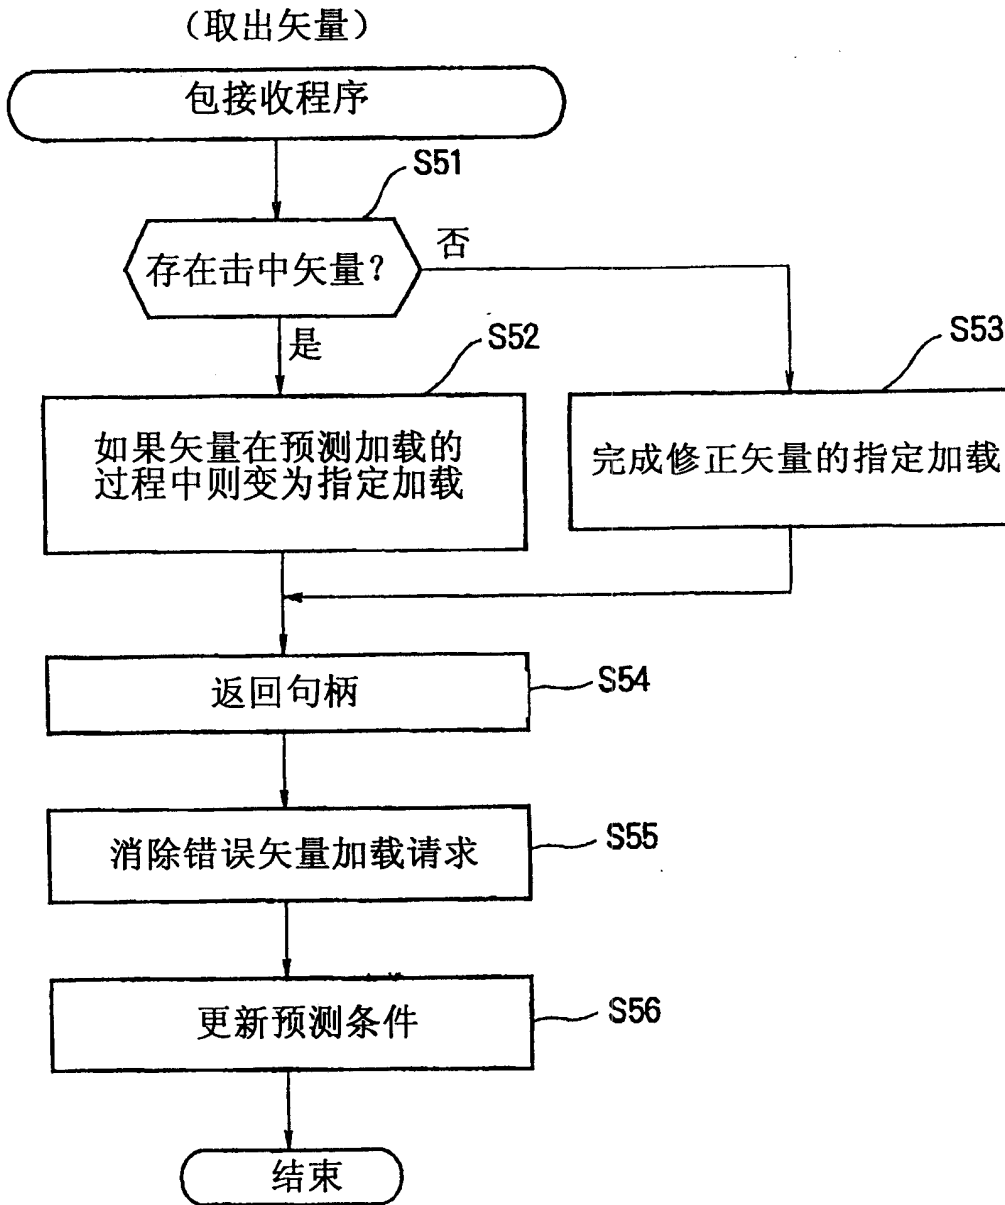 （取出矢量）
包接收程序
S51
存在击中矢量？
否
是
S52
S53
如果矢量在预测加载的
过程中则变为指定加载
完成修正矢量的指定加载
返回句柄
S54
消除错误矢量加载请求
S55
更新预测条件
S56
结束